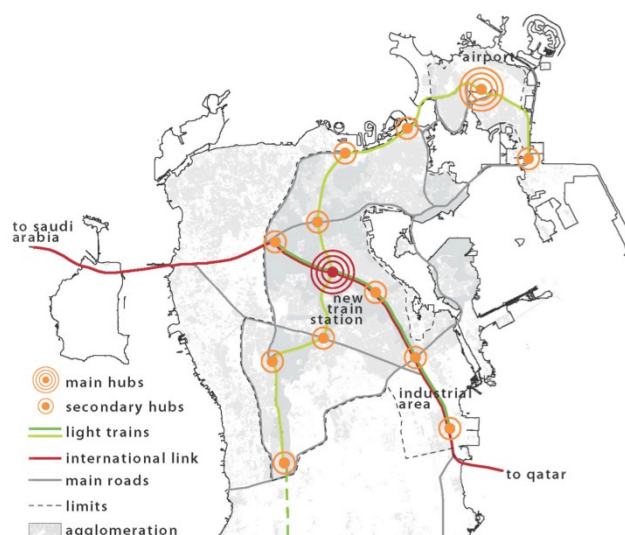 airport
to saudi
arabia
new
train
station
industrial
area
to qatar
main hubs
secondary hubs
light trains
international link
main roads
limits
agglomeration